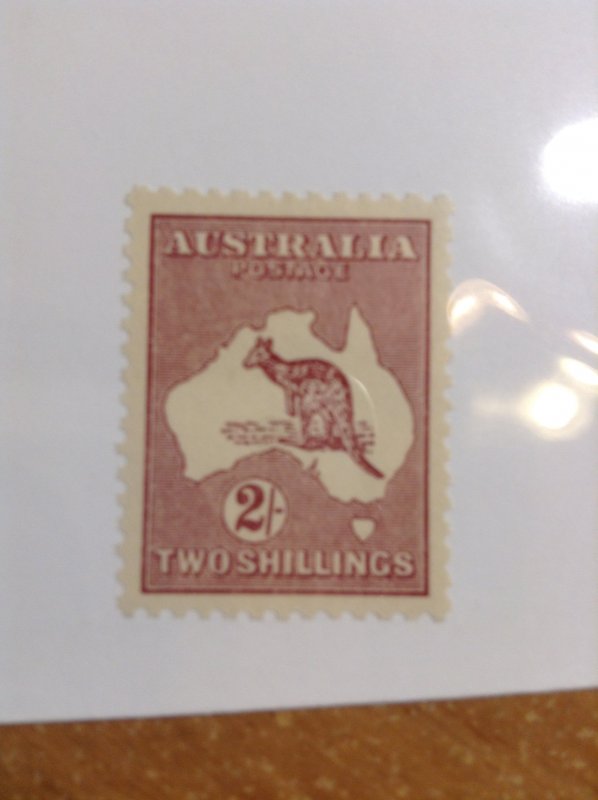 AUSTRALIA
POSTAGE
2/-
TWO SHILLINGS